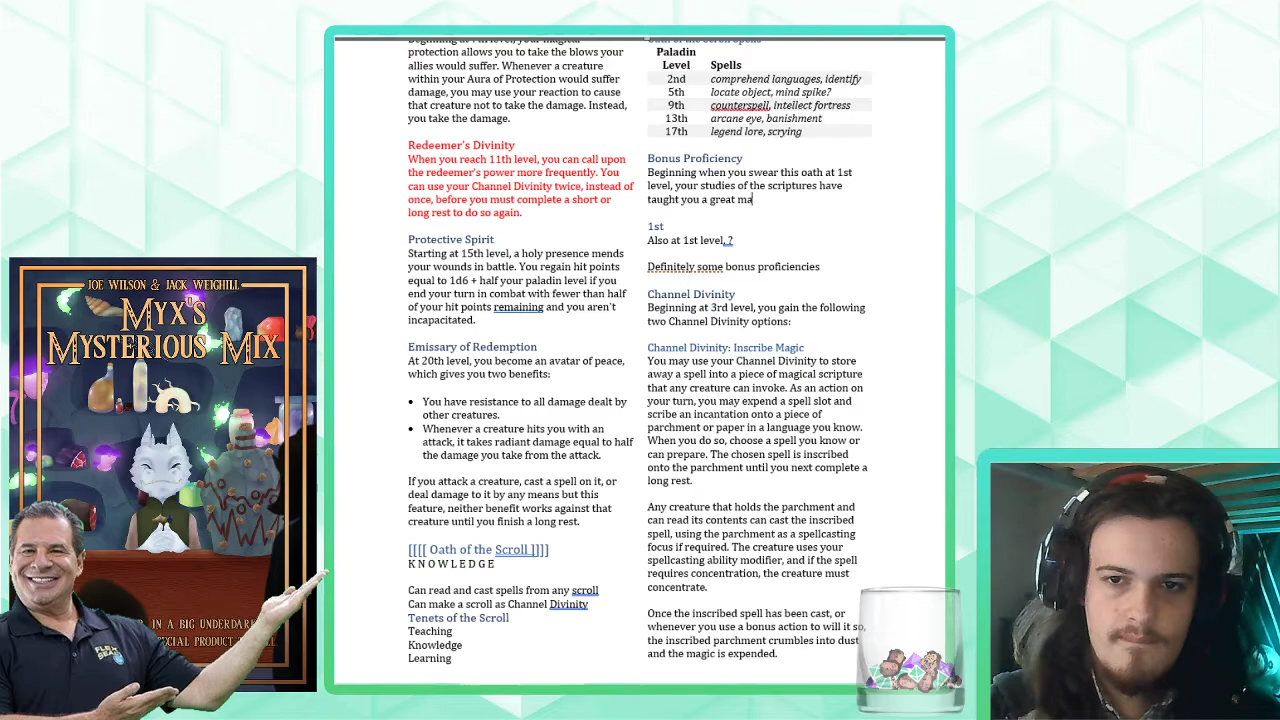 JOE WILSON & JACK WEIGHILL
MYX'S
MYSTERIOUS MIX
protection allows you to take the blows your
allies would suffer. Whenever a creature
within your Aura of Protection would suffer
damage, you may use your reaction to cause
that creature not to take the damage. Instead,
you take the damage.
Redeemer's Divinity
When you reach 11th level, you can call upon
the redeemer's power more frequently. You
can use your Channel Divinity twice, instead of
once, before you must complete a short or
long rest to do so again.
Protective Spirit
Starting at 15th level, a holy presence mends
your wounds in battle. You regain hit points
equal to 1d6 + half your paladin level if you
end your turn in combat with fewer than half
of your hit points remaining and you aren't
incapacitated.
Emissary of Redemption
At 20th level, you become an avatar of peace,
which gives you two benefits:
• You have resistance to all damage dealt by
other creatures.
• Whenever a creature hits you with an
attack, it takes radiant damage equal to half
the damage you take from the attack.
If you attack a creature, cast a spell on it, or
deal damage to it by any means but this
feature, neither benefit works against that
creature until you finish a long rest.
[[[[ Oath of the Scroll ]]]]
K N O W L E D G E
Can read and cast spells from any scroll
Can make a scroll as Channel Divinity
Tenets of the Scroll
Teaching
Knowledge
Learning
Paladin
Level Spells
2nd comprehend languages, identify
5th locate object, mind spike?
9th counterspell, intellect fortress
13th arcane eye, banishment
17th legend lore, scrying
Bonus Proficiency
Beginning when you swear this oath at 1st
level, your studies of the scriptures have
taught you a great ma
1st
Also at 1st level, ?
Definitely some bonus proficiencies
Channel Divinity
Beginning at 3rd level, you gain the following
two Channel Divinity options:
Channel Divinity: Inscribe Magic
You may use your Channel Divinity to store
away a spell into a piece of magical scripture
that any creature can invoke. As an action on
your turn, you may expend a spell slot and
scribe an incantation onto a piece of
parchment or paper in a language you know.
When you do so, choose a spell you know or
can prepare. The chosen spell is inscribed
onto the parchment until you next complete a
long rest.
Any creature that holds the parchment and
can read its contents can cast the inscribed
spell, using the parchment as a spellcasting
focus if required. The creature uses your
spellcasting ability modifier, and if the spell
requires concentration, the creature must
concentrate.
Once the inscribed spell has been cast, or
whenever you use a bonus action to will it so,
the inscribed parchment crumbles into dust
and the magic is expended.